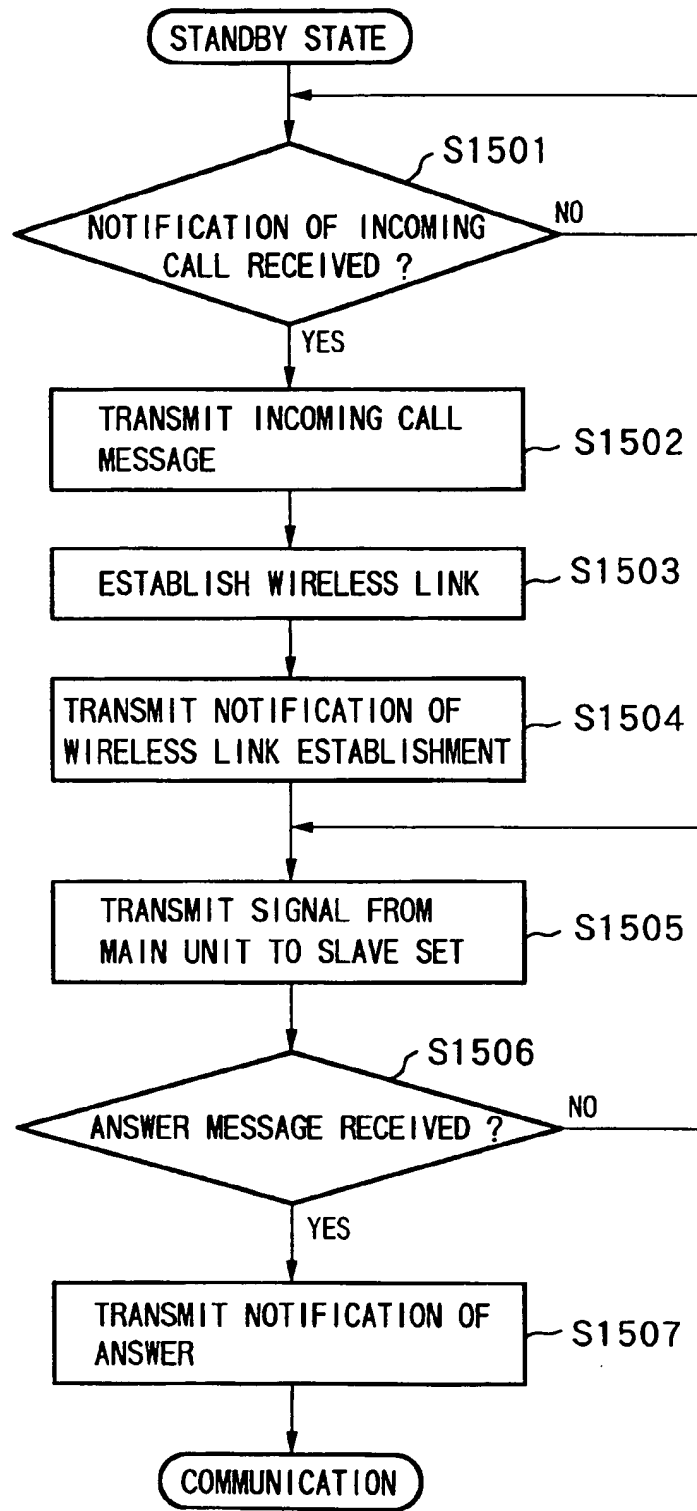 STANDBY STATE
S1501
NOTIFICATION OF INCOMING
CALL RECEIVED ?
NO
YES
TRANSMIT INCOMING CALL
MESSAGE
S1502
ESTABLISH WIRELESS LINK
S1503
TRANSMIT NOTIFICATION OF
WIRELESS LINK ESTABLISHMENT
S1504
TRANSMIT SIGNAL FROM
MAIN UNIT TO SLAVE SET
S1505
S1506
ANSWER MESSAGE RECEIVED ?
NO
YES
TRANSMIT NOTIFICATION OF
ANSWER
S1507
COMMUNICATION